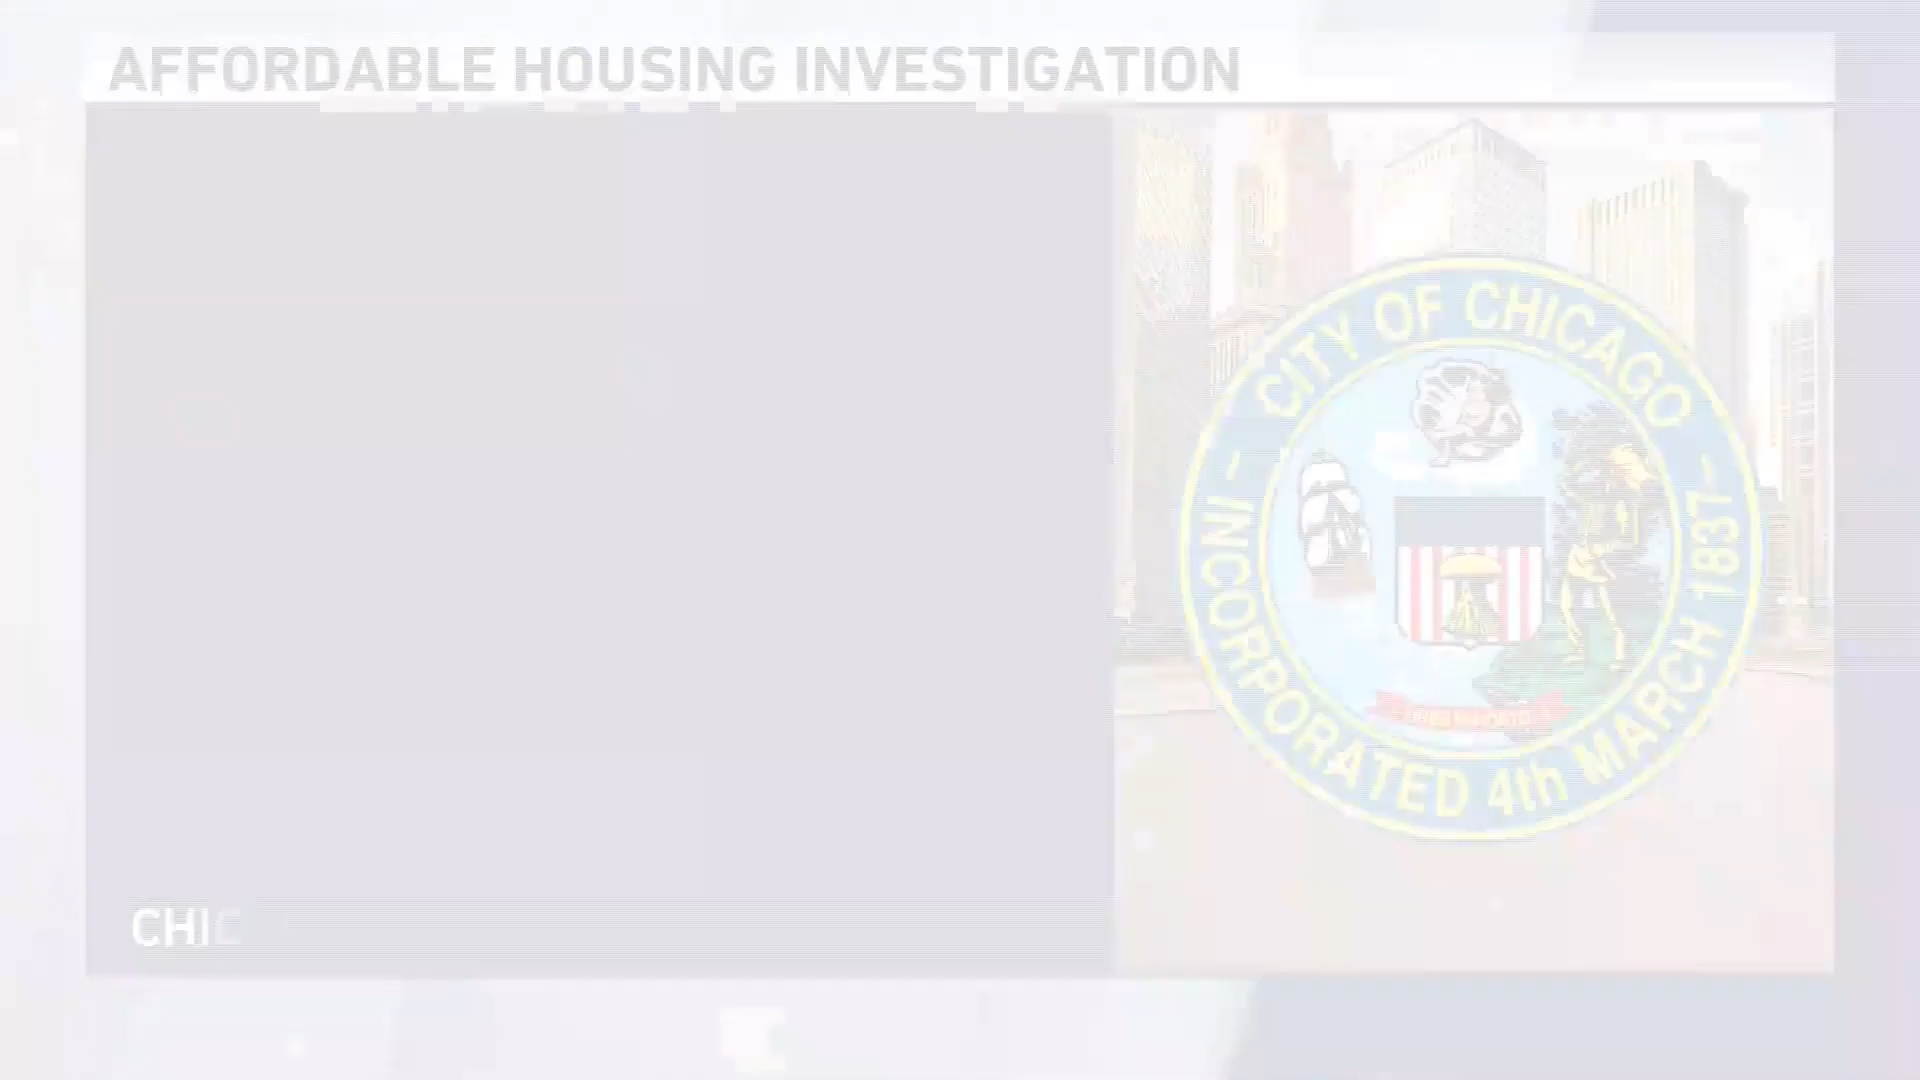 AFFORDABLE HOUSING INVESTIGATION
CITY OF CHICAGO
INCORPORATED 4th MARCH 1837
CHIC